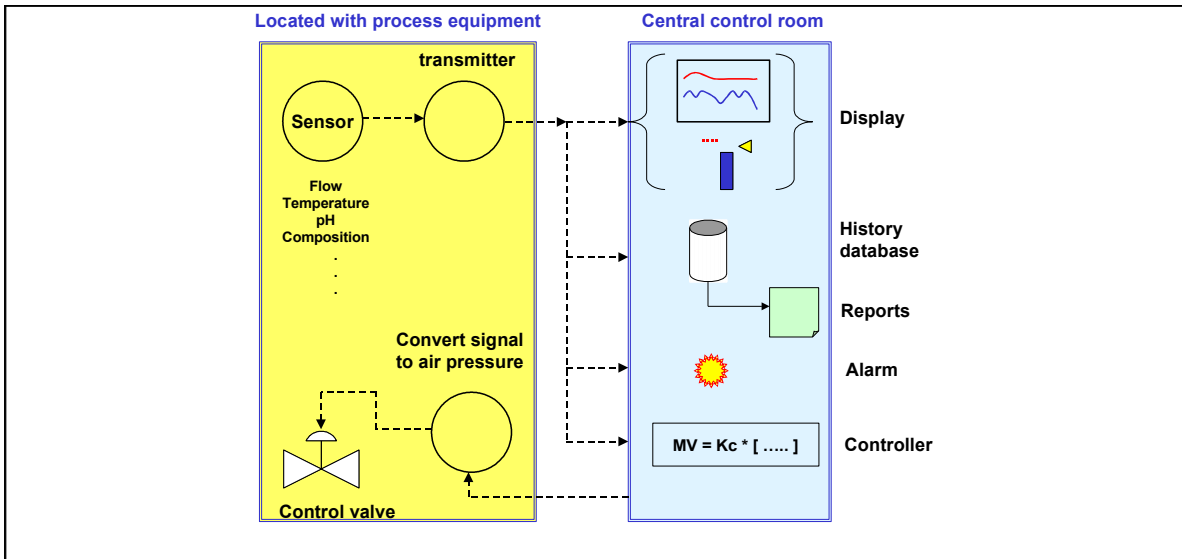 Located with process equipment
Central control room
transmitter
Sensor
Display
Flow
Temperature
pH
Composition
.
.
.
History
database
Reports
Convert signal
to air pressure
Alarm
MV = Kc * [ ..... ]
Controller
Control valve